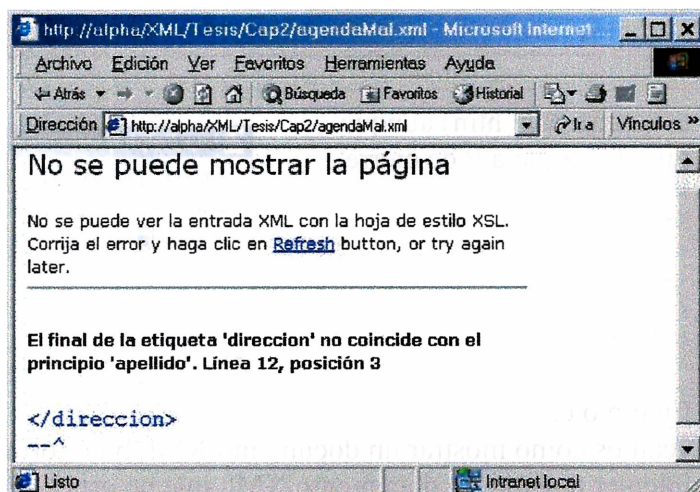 http://alpha/XML/Tesis/Cap2/agendaMal.xml - Microsoft Internet ...
Archivo Edición Ver Favoritos Herramientas Ayuda
Atrás Búsqueda Favoritos Historial
Dirección http://alpha/XML/Tesis/Cap2/agendaMal.xml Ir a Vínculos »
No se puede mostrar la página
No se puede ver la entrada XML con la hoja de estilo XSL.
Corrija el error y haga clic en Refresh button, or try again
later.
El final de la etiqueta 'direccion' no coincide con el
principio 'apellido'. Línea 12, posición 3
</direccion>
--^
Listo Intranet local